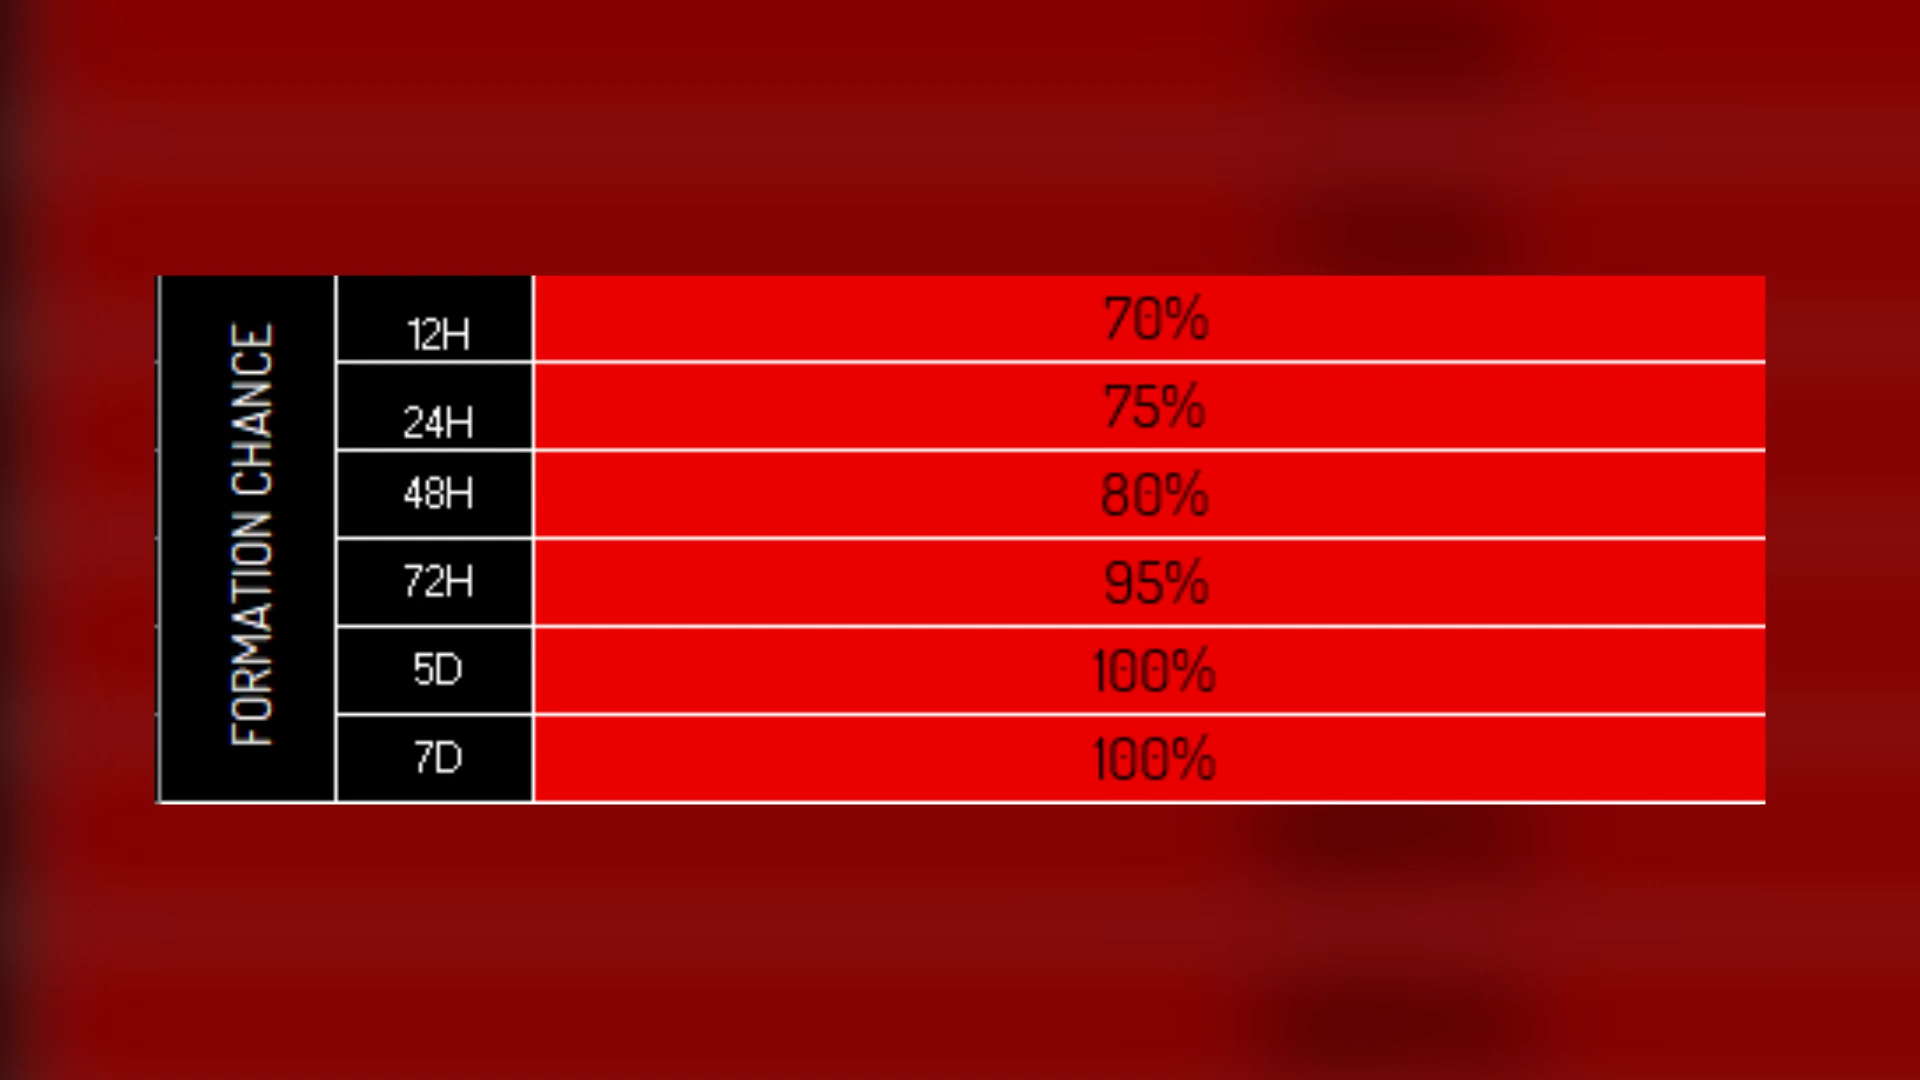 FORMATION CHANCE
12H 70%
24H 75%
48H 80%
72H 95%
5D 100%
7D 100%